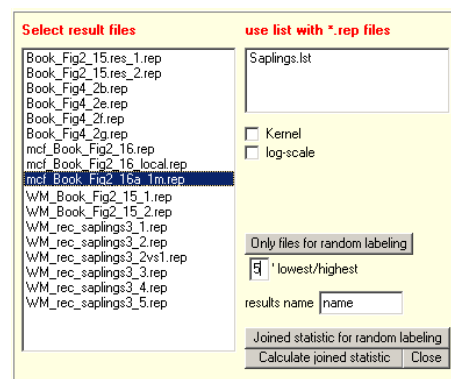 Select result files
use list with *.rep files
Book_Fig2_15.res_1.rep
Book_Fig2_15.res_2.rep
Book_Fig4_2b.rep
Book_Fig4_2e.rep
Book_Fig4_2f.rep
Book_Fig4_2g.rep
mcf_Book_Fig2_16.rep
mcf_Book_Fig2_16_local.rep
mcf_Book_Fig2_16a_1m.rep
WM_Book_Fig2_15_1.rep
WM_Book_Fig2_15_2.rep
WM_rec_saplings3_1.rep
WM_rec_saplings3_2.rep
WM_rec_saplings3_2vs1.rep
WM_rec_saplings3_3.rep
WM_rec_saplings3_4.rep
WM_rec_saplings3_5.rep
Saplings.lst
Kernel
log-scale
Only files for random labeling
5 ' lowest/highest
results name name
Joined statistic for random labeling
Calculate joined statistic Close